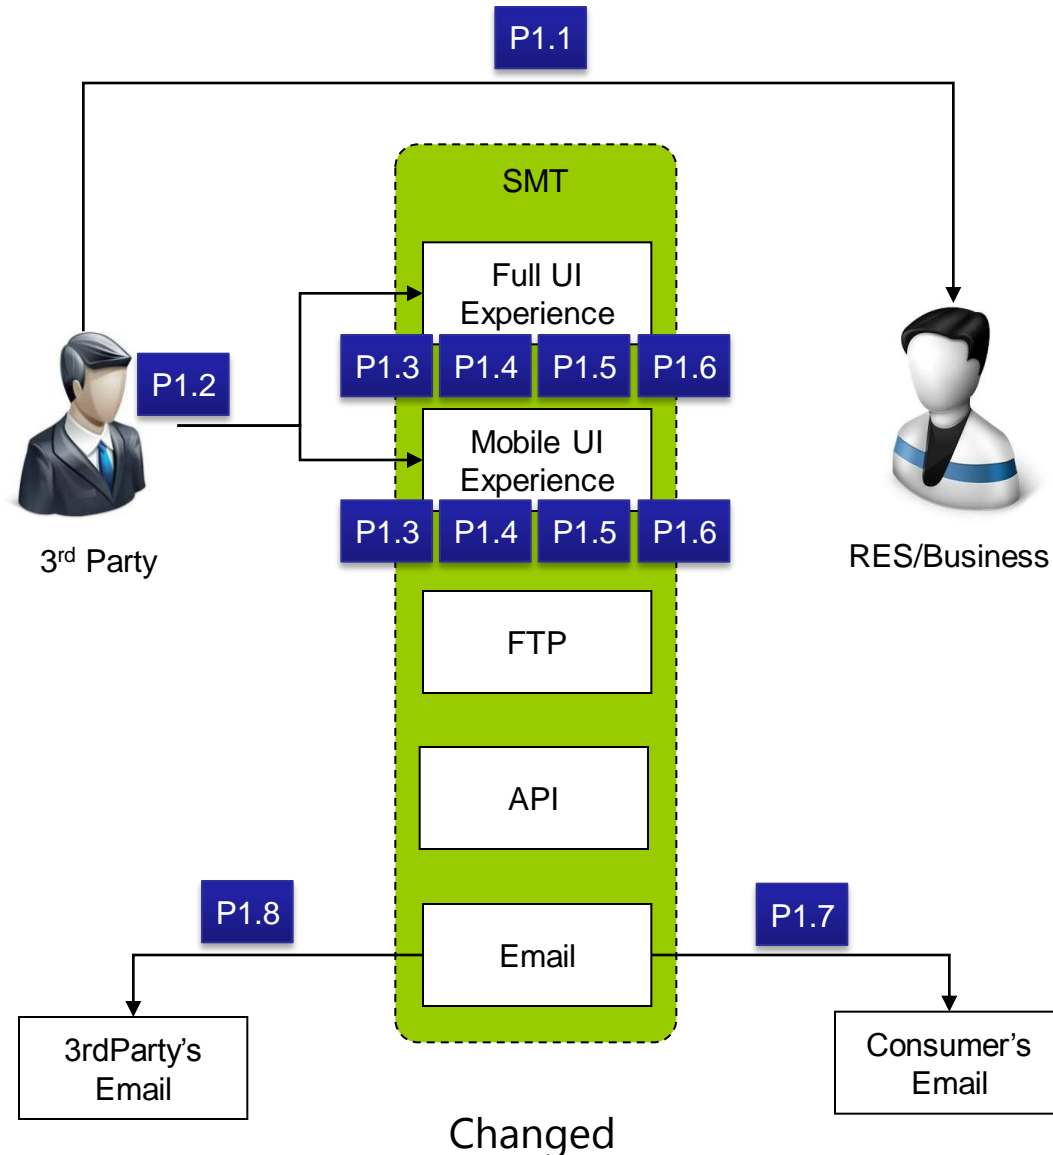 P1.1
SMT
Full UI
Experience
P1.3 P1.4 P1.5 P1.6
P1.2
Mobile UI
Experience
P1.3 P1.4 P1.5 P1.6
3rd Party
RES/Business
FTP
API
P1.8
P1.7
Email
3rdParty's
Email
Consumer's
Email
Changed